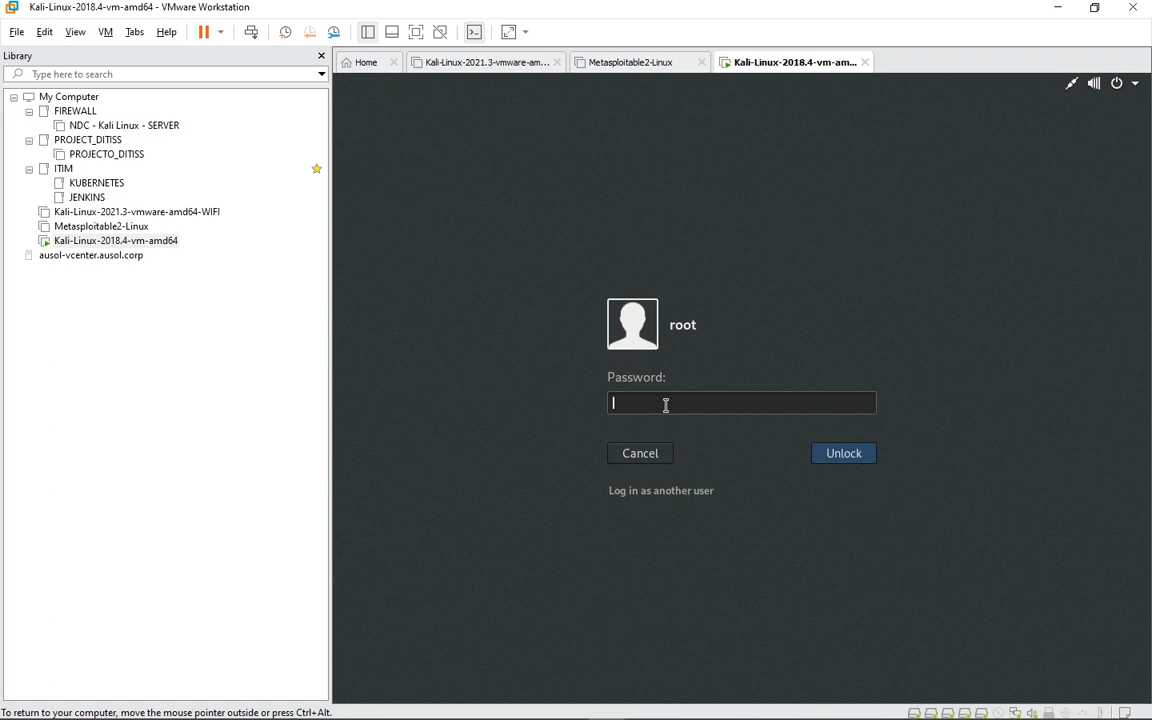 Kali-Linux-2018.4-vm-amd64 - VMware Workstation
File Edit View VM Tabs Help
Library
Type here to search
My Computer
FIREWALL
NDC - Kali Linux - SERVER
PROJECT_DITISS
PROJECTO_DITISS
ITIM
KUBERNETES
JENKINS
Kali-Linux-2021.3-vmware-amd64-WIFI
Metasploitable2-Linux
Kali-Linux-2018.4-vm-amd64
ausol-vcenter.ausol.corp
Home
Kali-Linux-2021.3-vmware-am...
Metasploitable2-Linux
Kali-Linux-2018.4-vm-am...
root
Password:
Cancel
Unlock
Log in as another user
To return to your computer, move the mouse pointer outside or press Ctrl+Alt.